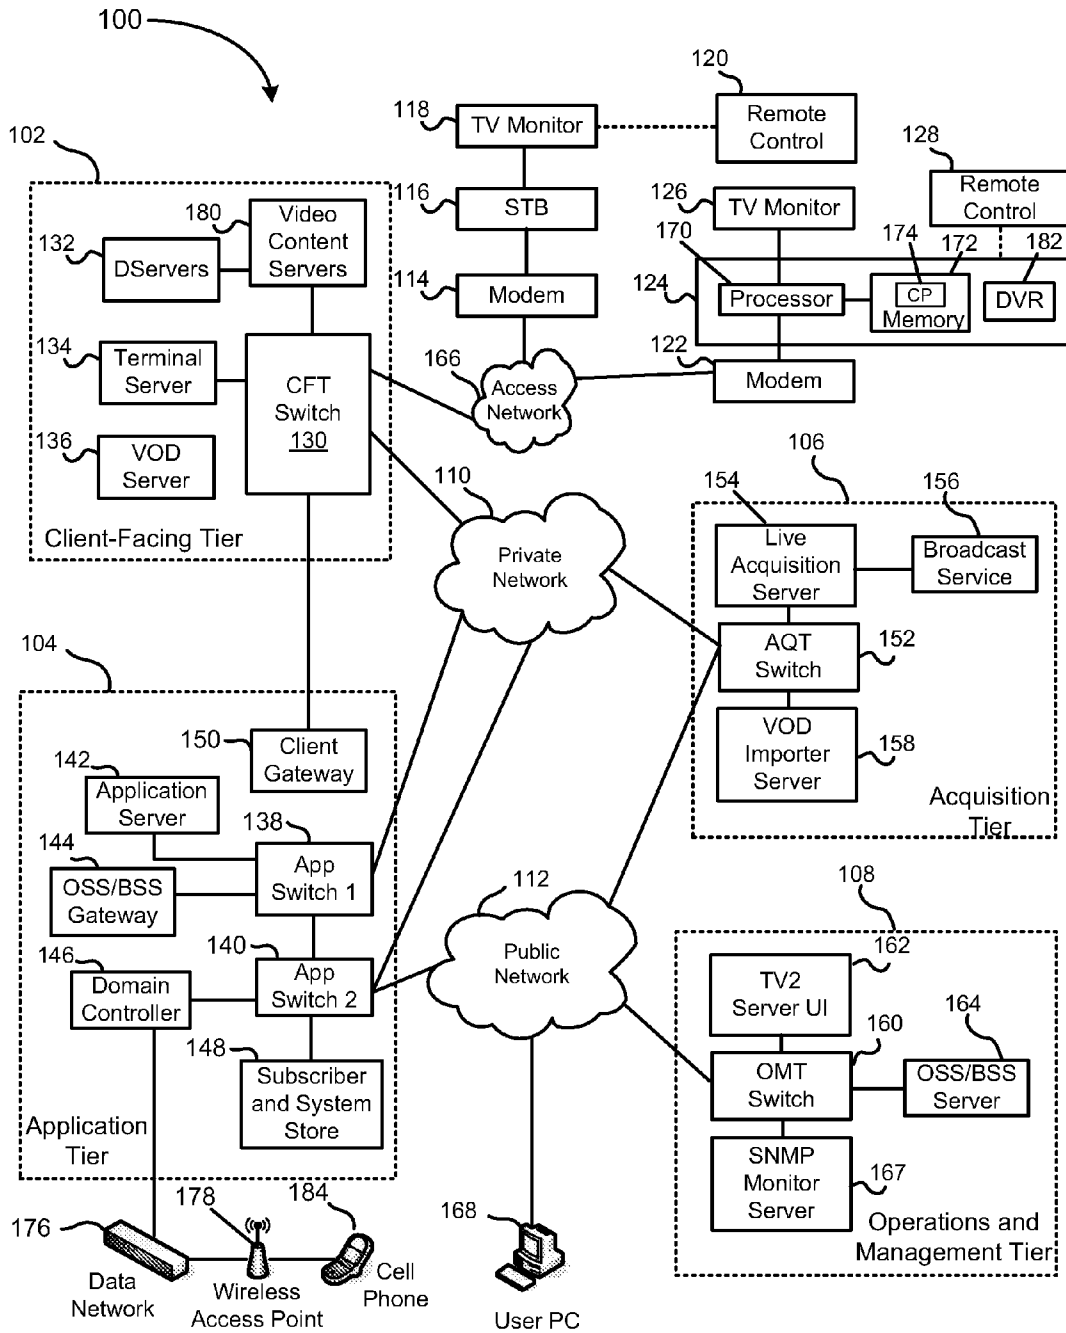 100
102
180
Video
Content
Servers
132
DServers
134
Terminal
Server
CFT
Switch
130
136
VOD
Server
Client-Facing Tier
118
TV Monitor
120
Remote
Control
116
STB
114
Modem
126
TV Monitor
128
Remote
Control
170
174
172
182
124
Processor
CP
Memory
DVR
122
Modem
166
Access
Network
110
Private
Network
106
154
156
Live
Acquisition
Server
Broadcast
Service
AQT
Switch
152
VOD
Importer
Server
158
Acquisition
Tier
104
150
Client
Gateway
142
Application
Server
138
App
Switch 1
144
OSS/BSS
Gateway
140
App
Switch 2
146
Domain
Controller
148
Subscriber
and System
Store
Application
Tier
112
Public
Network
108
162
TV2
Server UI
160
164
OMT
Switch
OSS/BSS
Server
SNMP
Monitor
Server
167
Operations and
Management Tier
176
178
184
168
Data
Network
Wireless
Access Point
Cell
Phone
User PC